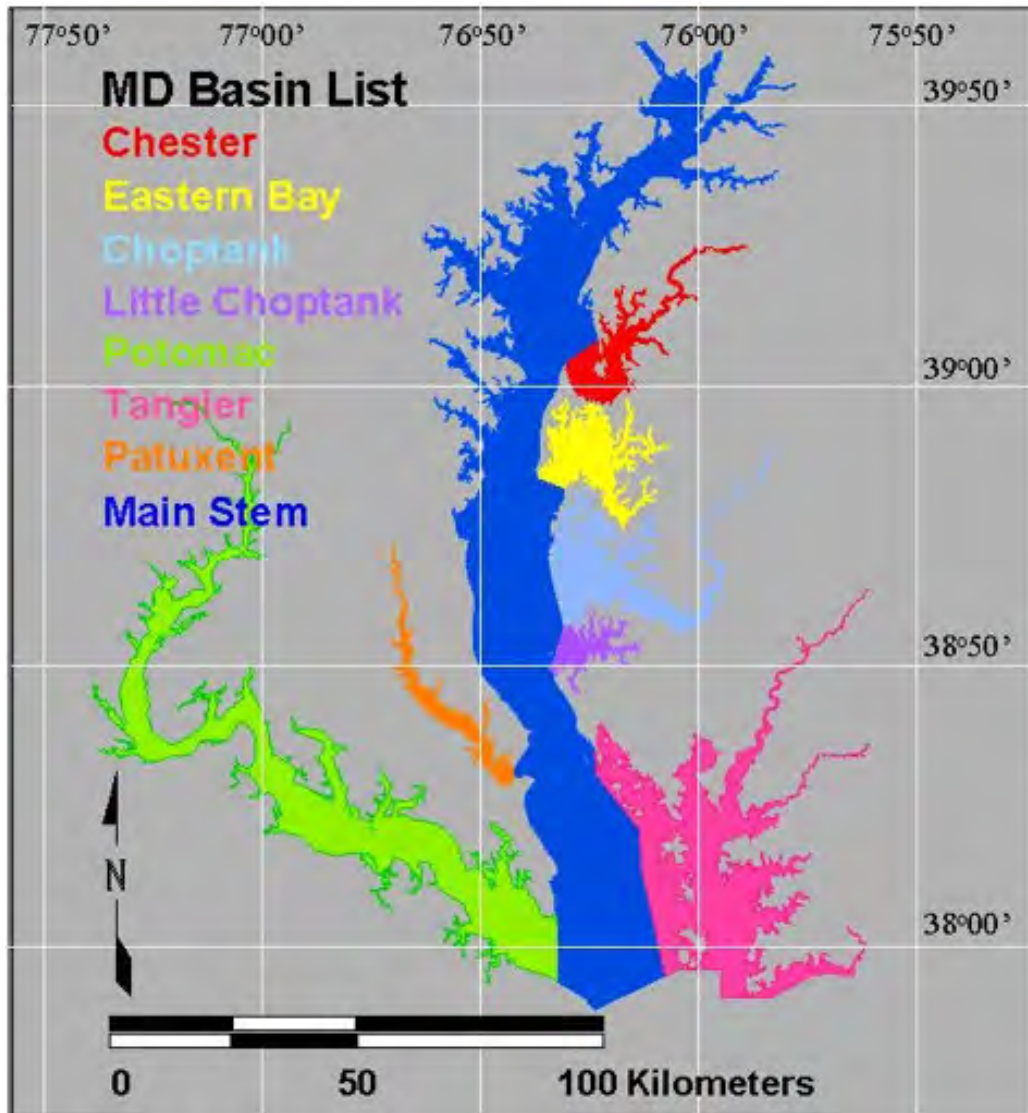 77°50' 77°00' 76°50' 76°00' 75°50'
MD Basin List
39°50'
Chester
Eastern Bay
Choptank
Little Choptank
Potomac
39°00'
Tangier
Patuxent
Main Stem
38°50'
N
38°00'
0 50 100 Kilometers